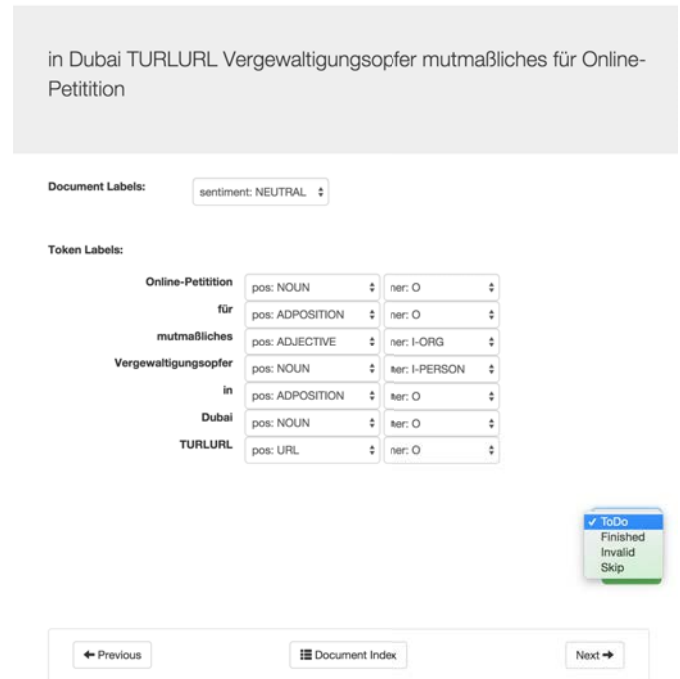 in Dubai TURLURL Vergewaltigungsopfer mutmaßliches für Online-
Petitition
Document Labels: sentiment: NEUTRAL
Token Labels:
Online-Petitition pos: NOUN ner: O
für pos: ADPOSITION ner: O
mutmaßliches pos: ADJECTIVE ner: I-ORG
Vergewaltigungsopfer pos: NOUN ner: I-PERSON
in pos: ADPOSITION ner: O
Dubai pos: NOUN ner: O
TURLURL pos: URL ner: O
✓ ToDo
Finished
Invalid
Skip
← Previous Document Index Next →